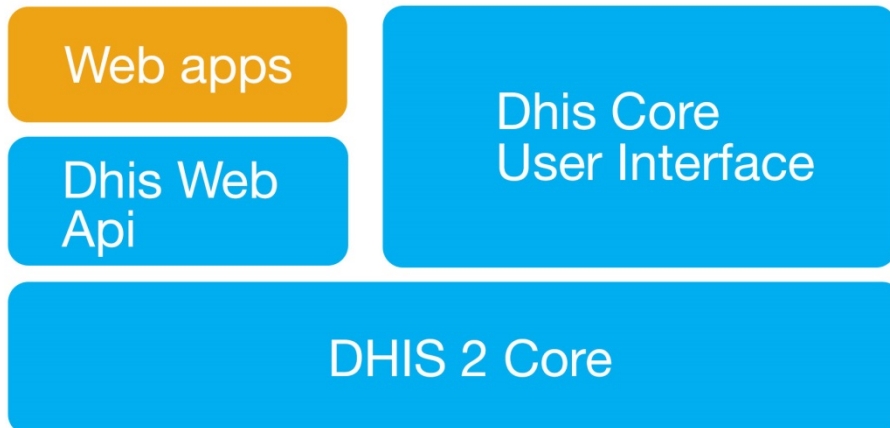 Web apps
Dhis Web
Api
Dhis Core
User Interface
DHIS 2 Core